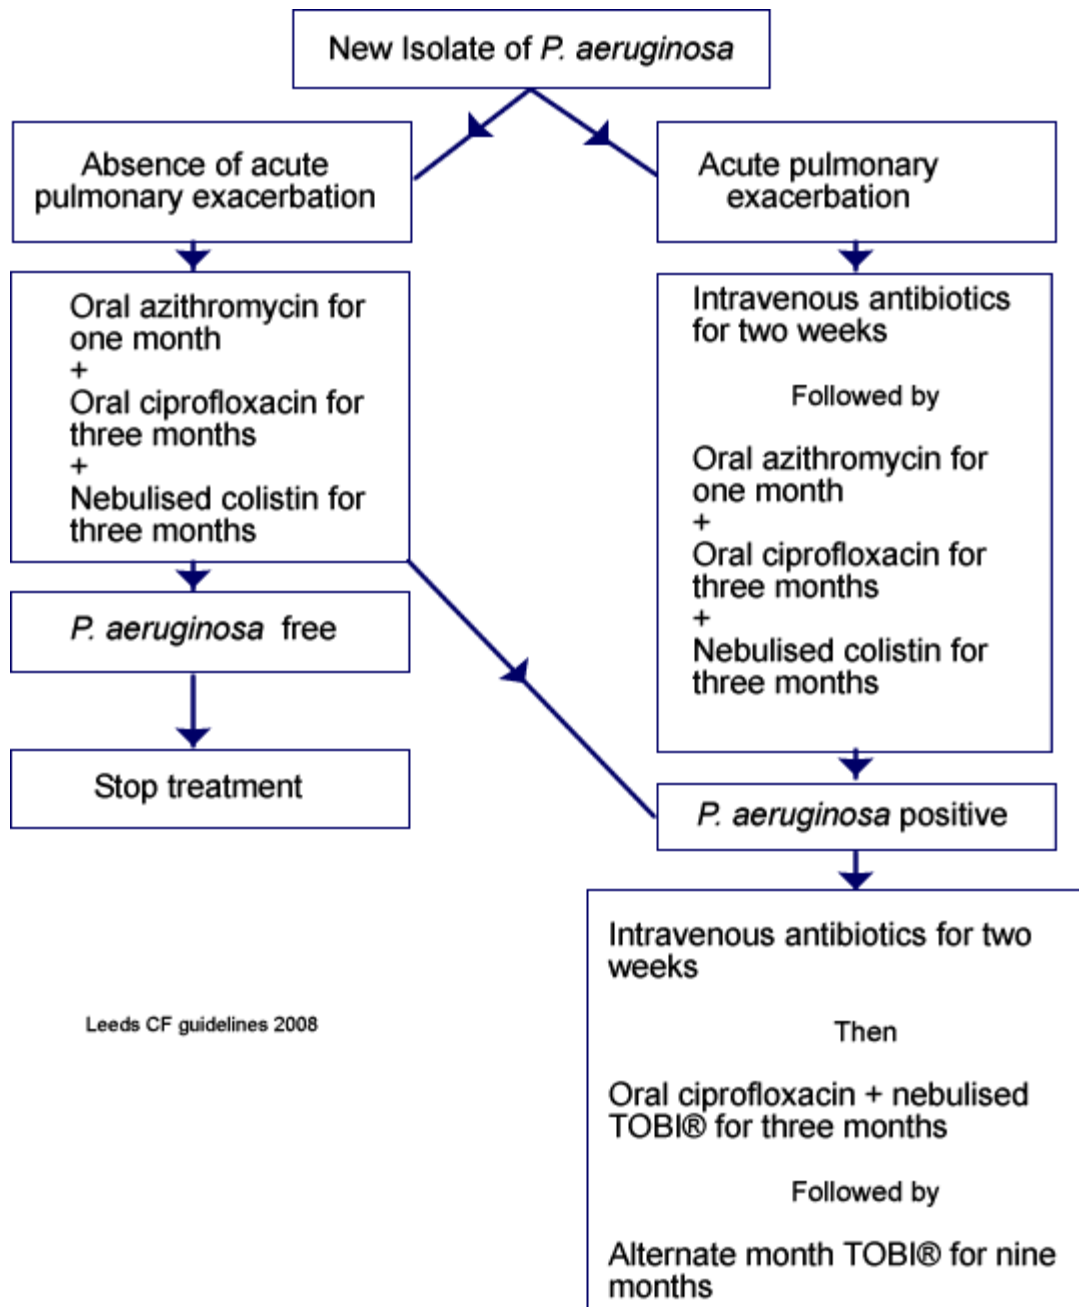 New Isolate of P. aeruginosa
Absence of acute
pulmonary exacerbation
Acute pulmonary
exacerbation
Oral azithromycin for
one month
+
Oral ciprofloxacin for
three months
+
Nebulised colistin for
three months
Intravenous antibiotics
for two weeks
Followed by
Oral azithromycin for
one month
+
Oral ciprofloxacin for
three months
+
Nebulised colistin for
three months
P. aeruginosa free
Stop treatment
P. aeruginosa positive
Intravenous antibiotics for two
weeks
Then
Oral ciprofloxacin + nebulised
TOBI® for three months
Followed by
Alternate month TOBI® for nine
months
Leeds CF guidelines 2008